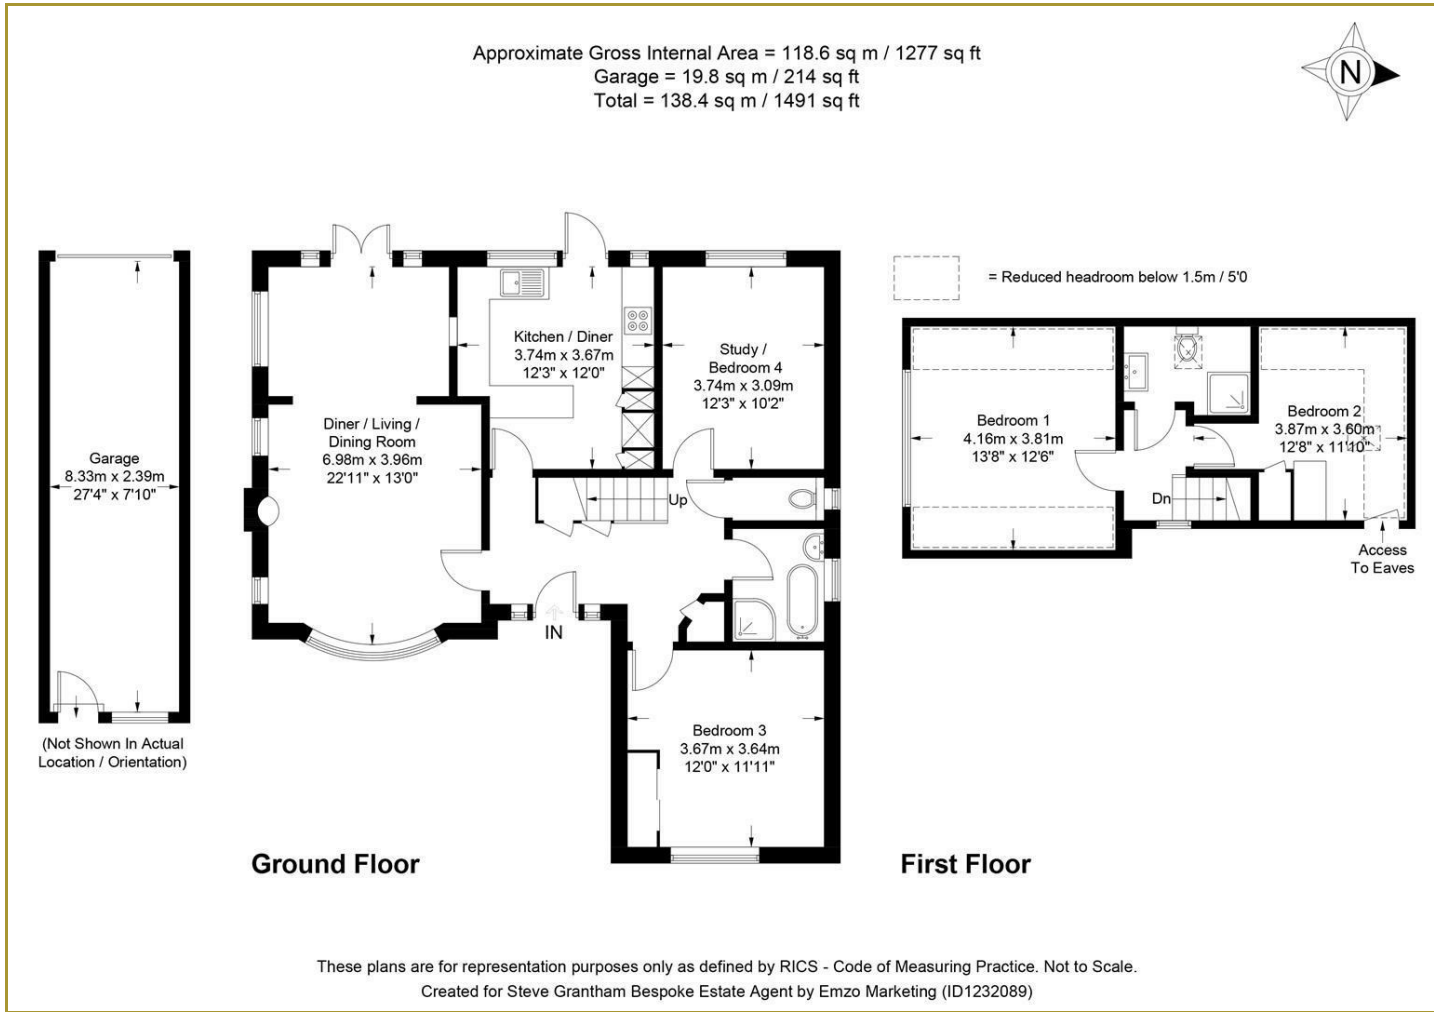 Approximate Gross Internal Area = 118.6 sq m / 1277 sq ft
Garage = 19.8 sq m / 214 sq ft
Total = 138.4 sq m / 1491 sq ft
N
= Reduced headroom below 1.5m / 5'0
Garage
8.33m x 2.39m
27'4" x 7'10"
(Not Shown In Actual
Location / Orientation)
Diner / Living /
Dining Room
6.98m x 3.96m
22'11" x 13'0"
Kitchen / Diner
3.74m x 3.67m
12'3" x 12'0"
Study /
Bedroom 4
3.74m x 3.09m
12'3" x 10'2"
Up
IN
Bedroom 3
3.67m x 3.64m
12'0" x 11'11"
Ground Floor
Bedroom 1
4.16m x 3.81m
13'8" x 12'6"
Bedroom 2
3.87m x 3.60m
12'8" x 11'10"
Dn
Access
To Eaves
First Floor
These plans are for representation purposes only as defined by RICS - Code of Measuring Practice. Not to Scale.
Created for Steve Grantham Bespoke Estate Agent by Emzo Marketing (ID1232089)